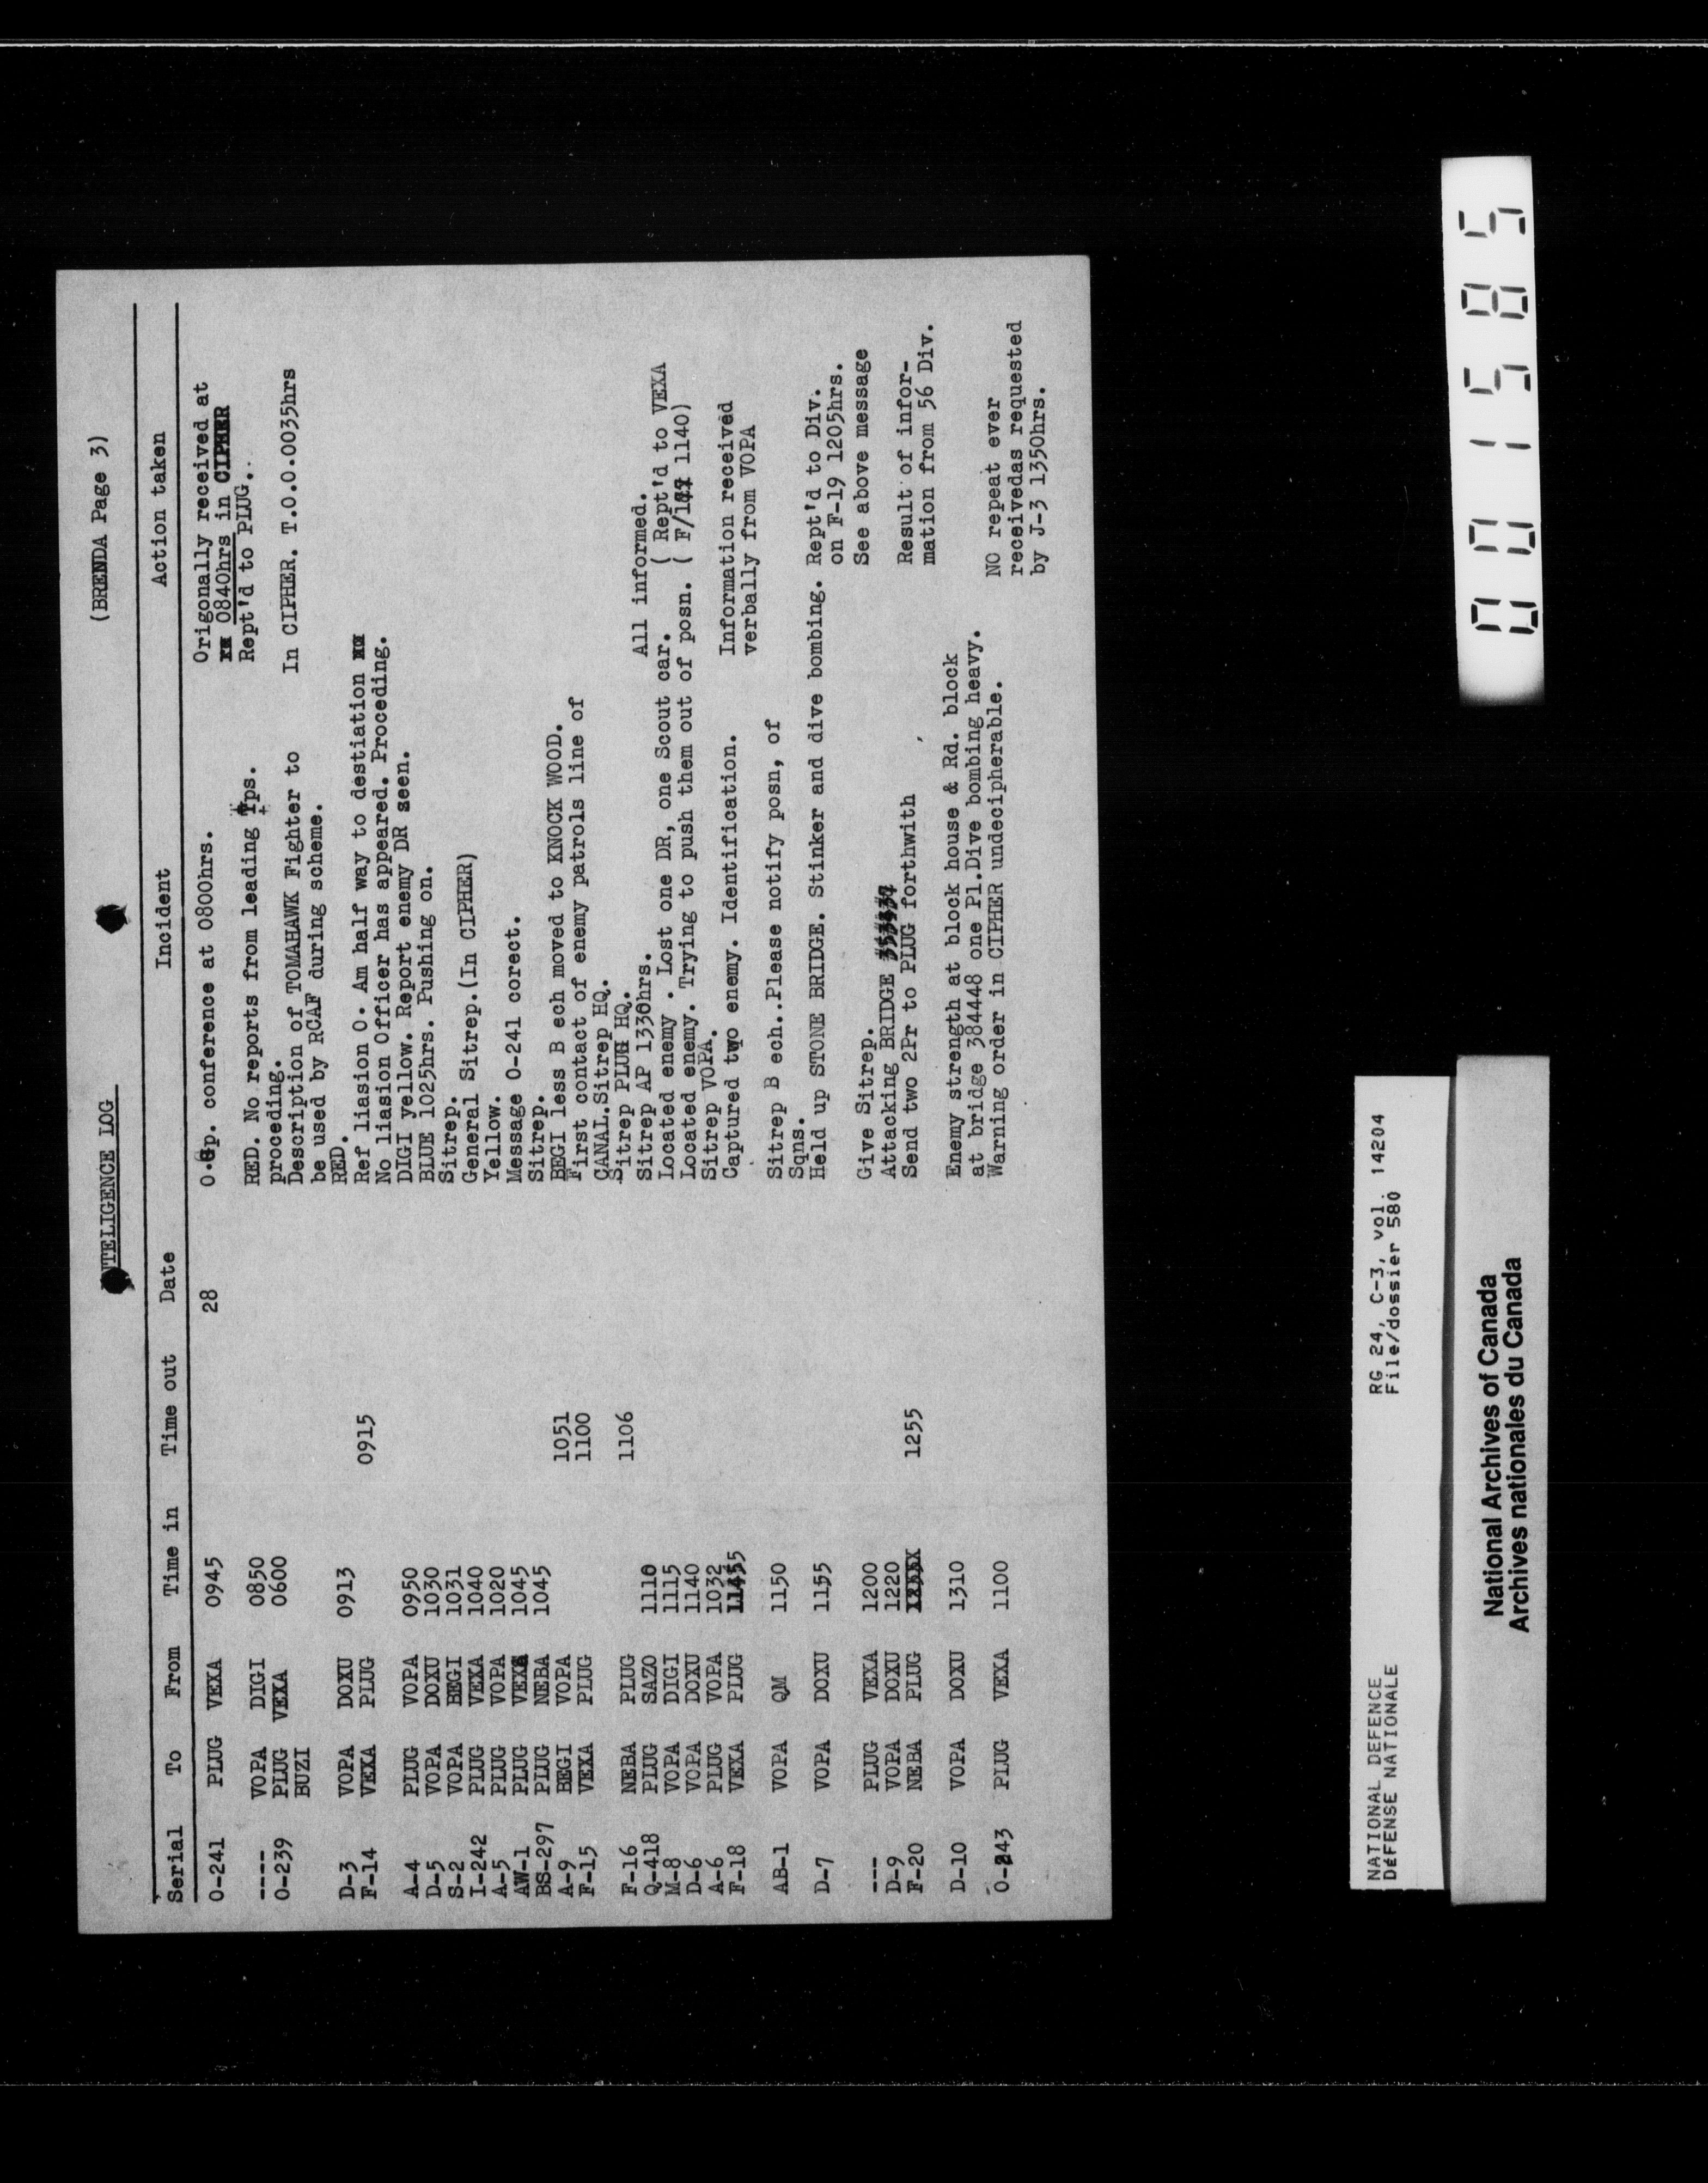 INTELIGENCE LOG (BRENDA Page 3)
Serial To From Time in Time out Date Incident Action taken
O-241 PLUG VEXA 0945 28 O.Gp. conference at 0800hrs. Origonally received at
0840hrs in CIPHER
Rept'd to PLUG.
---- VOPA DIGI 0850 RED. No reports from leading Tps.
O-239 PLUG VEXA 0600 proceding.
BUZI Description of TOMAHAWK Fighter to In CIPHER. T.O.O.0035hrs
be used by RCAF during scheme.
D-3 VOPA DOXU 0913 RED.
F-14 VEXA PLUG 0915 Ref liasion O. Am half way to destiation
No liasion Officer has appeared. Proceding.
A-4 PLUG VOPA 0950 DIGI yellow. Report enemy DR seen.
D-5 VOPA DOXU 1030 BLUE 1025hrs. Pushing on.
S-2 VOPA BEGI 1031 Sitrep.
I-242 PLUG VEXA 1040 General Sitrep.(In CIPHER)
A-5 PLUG VOPA 1020 Yellow.
AW-1 PLUG VEXA 1045 Message O-241 corect.
BS-297 PLUG NEBA 1045 Sitrep.
A-9 BEGI VOPA 1051 BEGI less B ech moved to KNOCK WOOD.
F-15 VEXA PLUG 1100 First contact of enemy patrols line of
CANAL.Sitrep HQ.
F-16 NEBA PLUG 1106 Sitrep PLUG HQ.
Q-418 PLUG SAZO 1110 Sitrep AP 1330hrs. All informed.
M-8 VOPA DIGI 1115 Located enemy . Lost one DR, one Scout car. ( Rept'd to VEXA
D-6 VOPA DOXU 1140 Located enemy. Trying to push them out of posn. ( F/ 1140)
A-6 PLUG VOPA 1032 Sitrep VOPA.
F-18 VEXA PLUG Captured two enemy. Identification. Information received
verbally from VOPA
AB-1 VOPA QM 1150 Sitrep B ech..Please notify posn, of
Sqns.
D-7 VOPA DOXU 1155 Held up STONE BRIDGE. Stinker and dive bombing. Rept'd to Div.
on F-19 1205hrs.
--- PLUG VEXA 1200 Give Sitrep. See above message
D-9 VOPA DOXU 1220 Attacking BRIDGE
F-20 NEBA PLUG 1255 Send two 2Pr to PLUG forthwith Result of infor-
mation from 56 Div.
D-10 VOPA DOXU 1310 Enemy strength at block house & Rd. block
at bridge 384448 one Pl.Dive bombing heavy.
O-243 PLUG VEXA 1100 Warning order in CIPHER undecipherable. NO repeat ever
receivedas requested
by J-3 1350hrs.
NATIONAL DEFENCE RG 24, C-3, vol. 14204
DÉFENSE NATIONALE File/dossier 580
National Archives of Canada
Archives nationales du Canada
001585